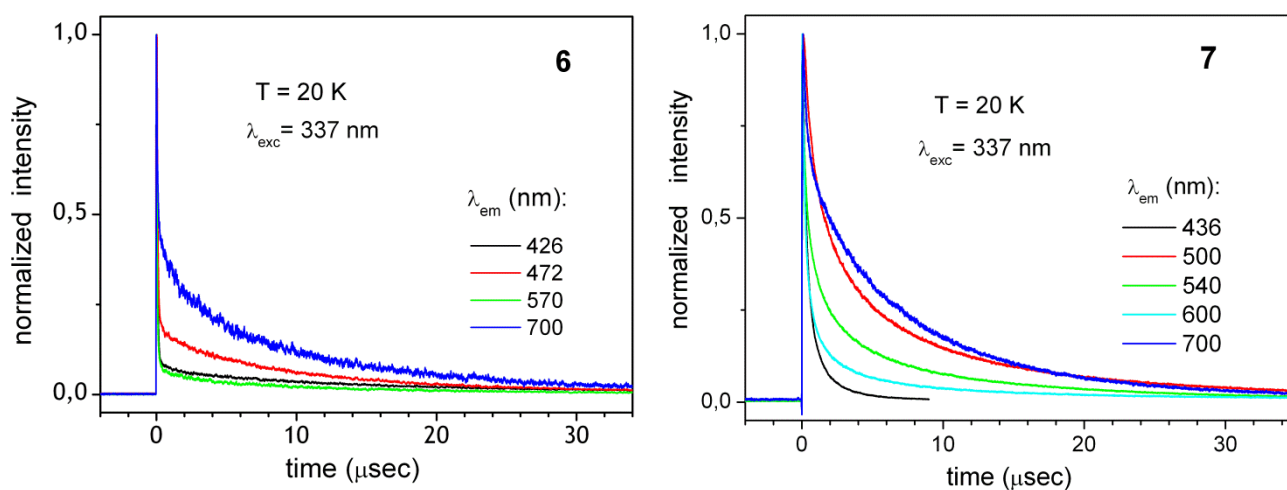 normalized intensity
1,0
0,5
0,0
6
T = 20 K
λexc= 337 nm
λem (nm):
426
472
570
700
0
10
20
30
time (μsec)
normalized intensity
1,0
0,5
0,0
7
T = 20 K
λexc= 337 nm
λem (nm):
436
500
540
600
700
0
10
20
30
time (μsec)